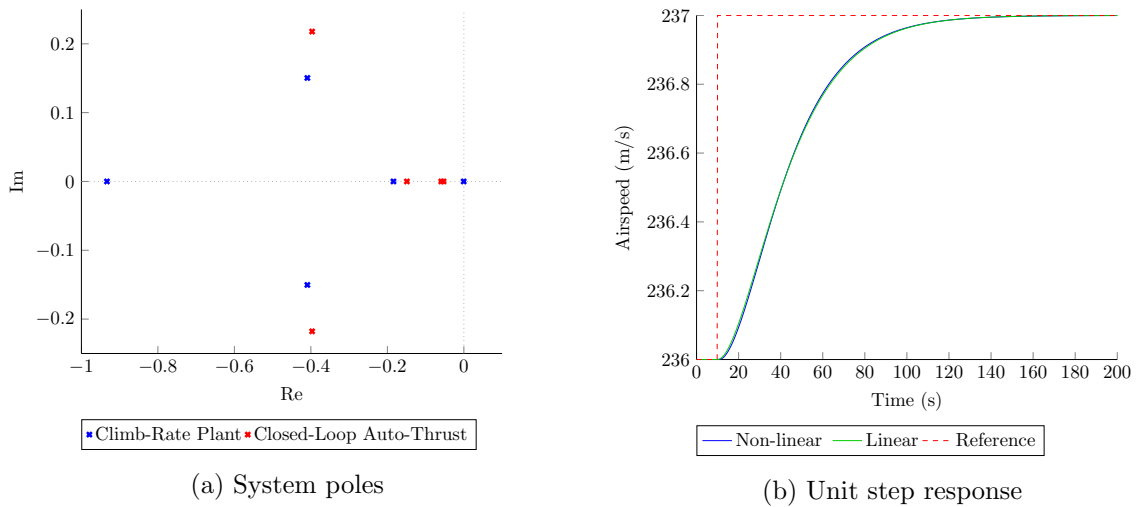 0.2
0.1
0
−0.1
−0.2
Im
−1 −0.8 −0.6 −0.4 −0.2 0
Re
Climb-Rate Plant Closed-Loop Auto-Thrust
(a) System poles
237
236.8
236.6
236.4
236.2
236
Airspeed (m/s)
0 20 40 60 80 100 120 140 160 180 200
Time (s)
Non-linear Linear Reference
(b) Unit step response